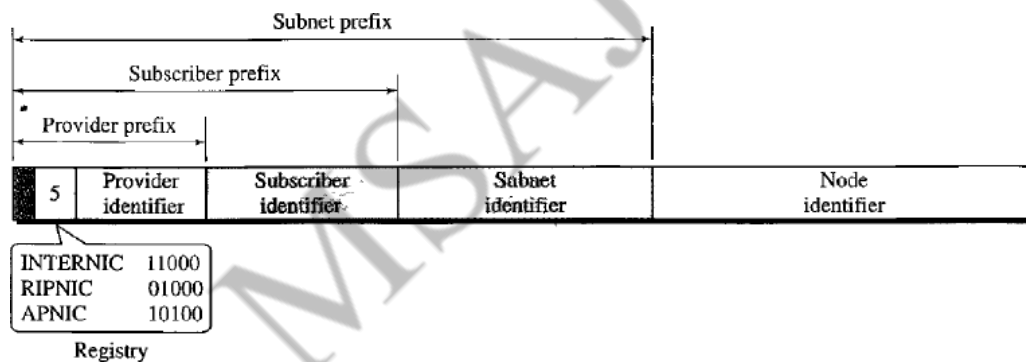 Subnet prefix
Subscriber prefix
Provider prefix
5
Provider
identifier
Subscriber
identifier
Subnet
identifier
Node
identifier
INTERNIC 11000
RIPNIC 01000
APNIC 10100
Registry
MSAJ